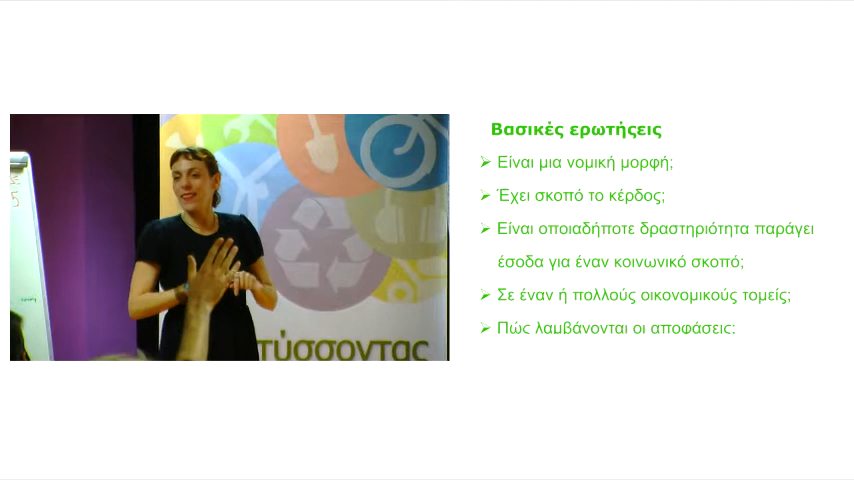 Βασικές ερωτήσεις
➢ Είναι μια νομική μορφή;
➢ Έχει σκοπό το κέρδος;
➢ Είναι οποιαδήποτε δραστηριότητα παράγει
έσοδα για έναν κοινωνικό σκοπό;
➢ Σε έναν ή πολλούς οικονομικούς τομείς;
➢ Πώς λαμβάνονται οι αποφάσεις;
τύσσοντας